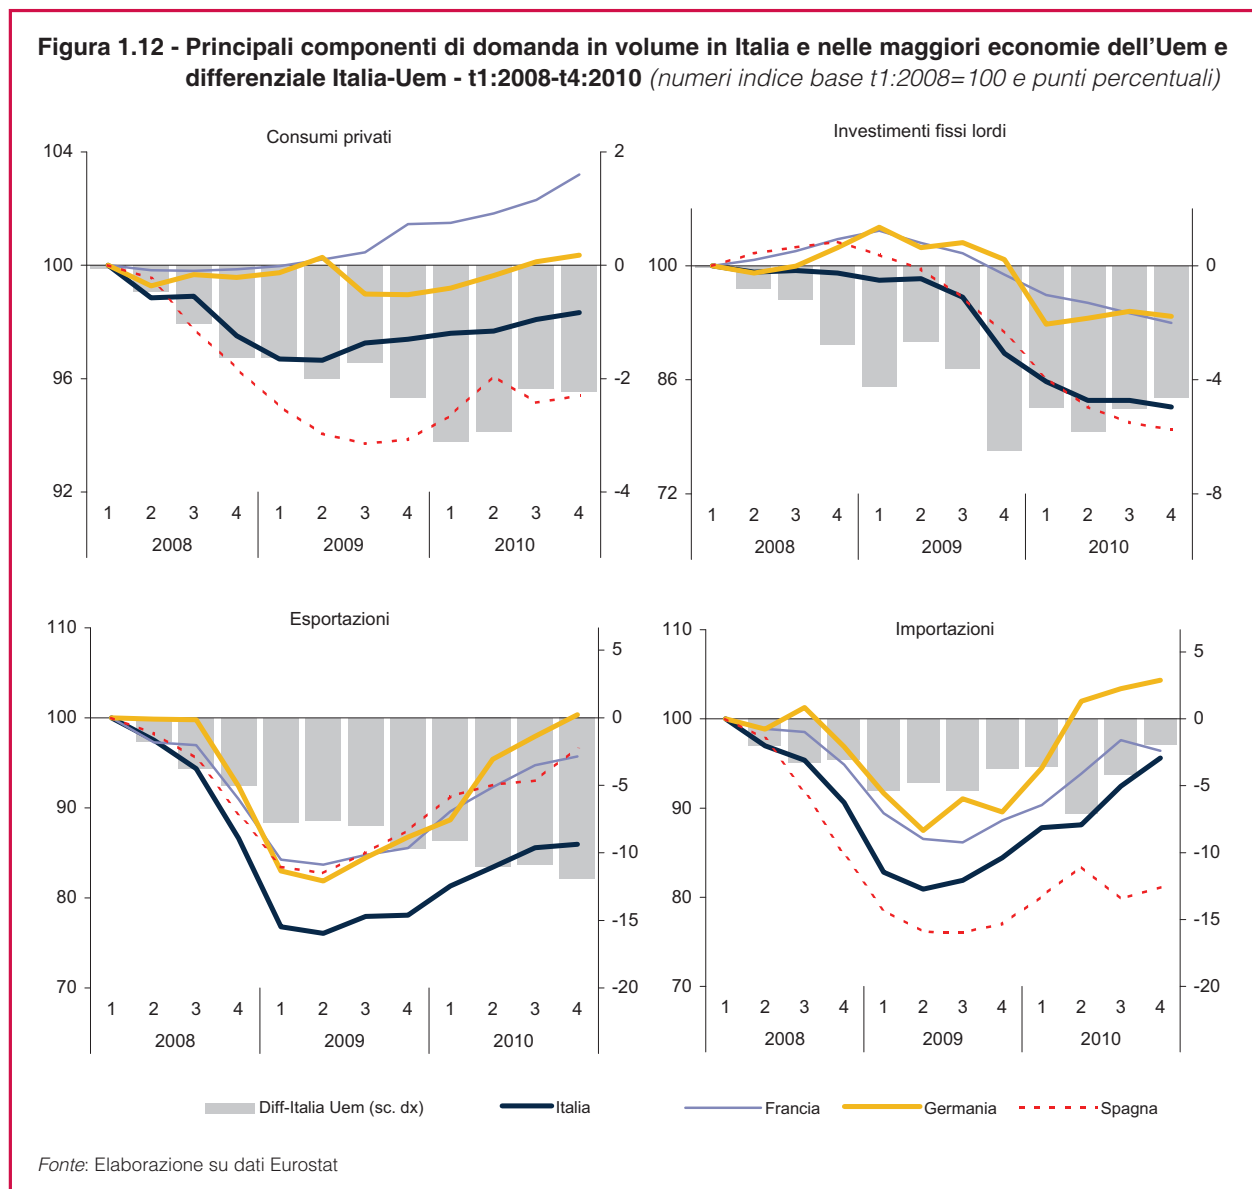 Figura 1.12 - Principali componenti di domanda in volume in Italia e nelle maggiori economie dell'Uem e
differenziale Italia-Uem - t1:2008-t4:2010 (numeri indice base t1:2008=100 e punti percentuali)
Consumi privati
104
100
96
92
2
0
-2
-4
1 2 3 4 1 2 3 4 1 2 3 4
2008 2009 2010
Investimenti fissi lordi
100
86
72
0
-4
-8
1 2 3 4 1 2 3 4 1 2 3 4
2008 2009 2010
Esportazioni
110
100
90
80
70
5
0
-5
-10
-15
-20
1 2 3 4 1 2 3 4 1 2 3 4
2008 2009 2010
Importazioni
110
100
90
80
70
5
0
-5
-10
-15
-20
1 2 3 4 1 2 3 4 1 2 3 4
2008 2009 2010
Diff-Italia Uem (sc. dx) Italia Francia Germania Spagna
Fonte: Elaborazione su dati Eurostat